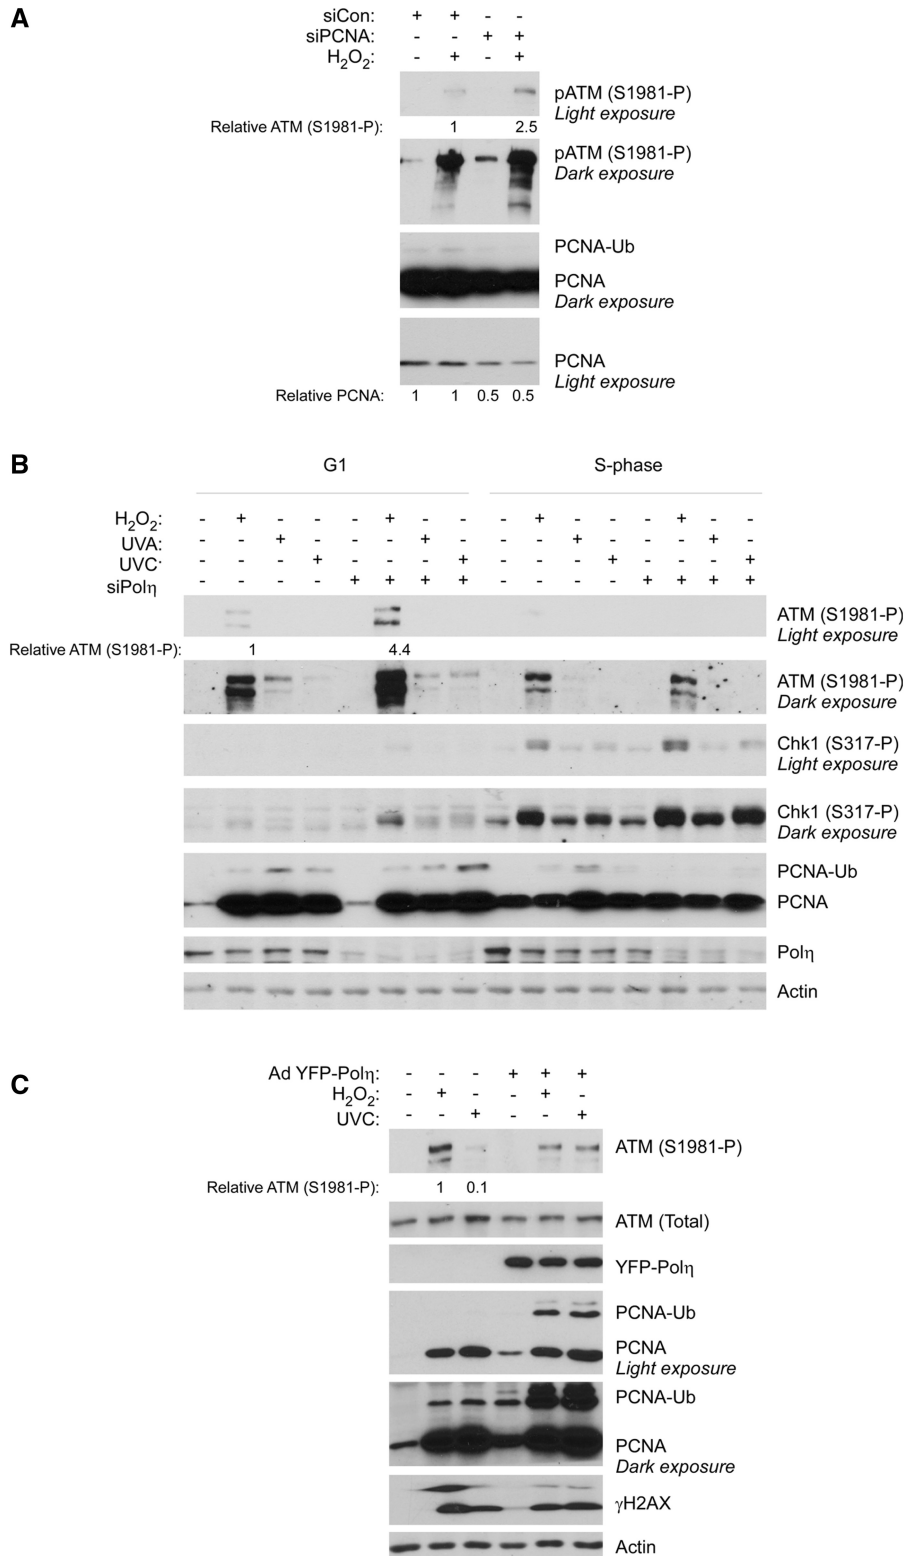 A
siCon: + + - -
siPCNA: - - + +
H2O2: - + - +
pATM (S1981-P)
Light exposure
Relative ATM (S1981-P): 1 2.5
pATM (S1981-P)
Dark exposure
PCNA-Ub
PCNA
Dark exposure
PCNA
Light exposure
Relative PCNA: 1 1 0.5 0.5
B
G1 S-phase
H2O2: - + - - - + - - - + - - - + - -
UVA: - - + - - - + - - - + - - - + -
UVC: - - - + - - - + - - - + - - - +
siPolη - - - - + + + + - - - - + + + +
ATM (S1981-P)
Light exposure
Relative ATM (S1981-P): 1 4.4
ATM (S1981-P)
Dark exposure
Chk1 (S317-P)
Light exposure
Chk1 (S317-P)
Dark exposure
PCNA-Ub
PCNA
Polη
Actin
C
Ad YFP-Polη: - - - + + +
H2O2: - + - - + -
UVC: - - + - - +
ATM (S1981-P)
Relative ATM (S1981-P): 1 0.1
ATM (Total)
YFP-Polη
PCNA-Ub
PCNA
Light exposure
PCNA-Ub
PCNA
Dark exposure
γH2AX
Actin